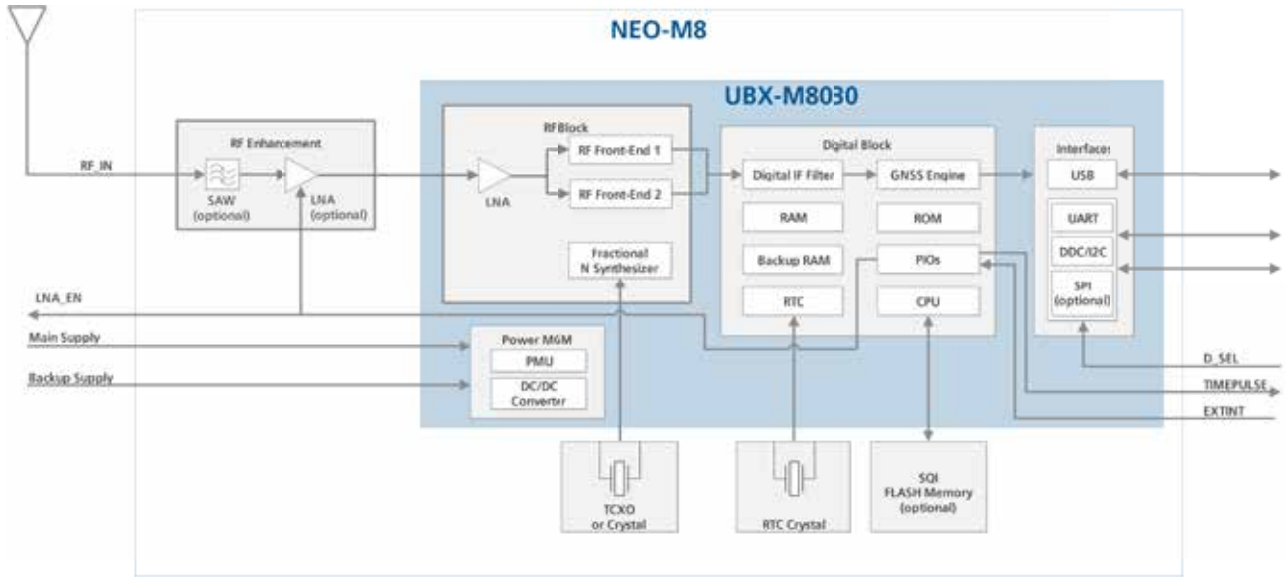 NEO-M8
UBX-M8030
RF_IN
RF Enharcement
SAW
(optional)
LNA
(optional)
RFBlock
LNA
RF Front-End 1
RF Front-End 2
Fractional
N Synthesizer
Digital Block
Digital IF Filter
GNSS Engine
RAM
ROM
Backup RAM
PIOs
RTC
CPU
Interface:
USB
UART
DDC/I2C
SPI
(optional)
LNA_EN
Main Supply
Backup Supply
Power MGM
PMU
DC/DC
Converter
D_SEL
TIMEPULSE
EXTINT
TCXO
or Crystal
RTC Crystal
SQI
FLASH Memory
(optional)